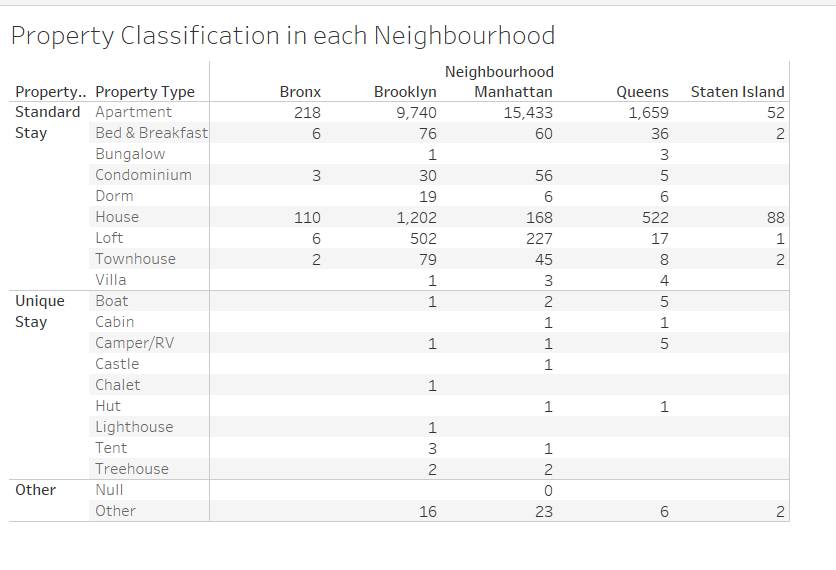 Property Classification in each Neighbourhood
Neighbourhood
Property.. Property Type Bronx Brooklyn Manhattan Queens Staten Island
Standard Stay Apartment 218 9,740 15,433 1,659 52
Bed & Breakfast 6 76 60 36 2
Bungalow 1 3
Condominium 3 30 56 5
Dorm 19 6 6
House 110 1,202 168 522 88
Loft 6 502 227 17 1
Townhouse 2 79 45 8 2
Villa 1 3 4
Unique Stay Boat 1 2 5
Cabin 1 1
Camper/RV 1 1 5
Castle 1
Chalet 1
Hut 1 1
Lighthouse 1
Tent 3 1
Treehouse 2 2
Other Null 0
Other 16 23 6 2